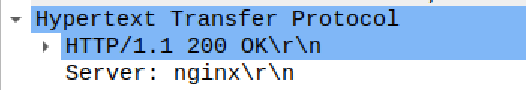 Hypertext Transfer Protocol
HTTP/1.1 200 OK\r\n
Server: nginx\r\n